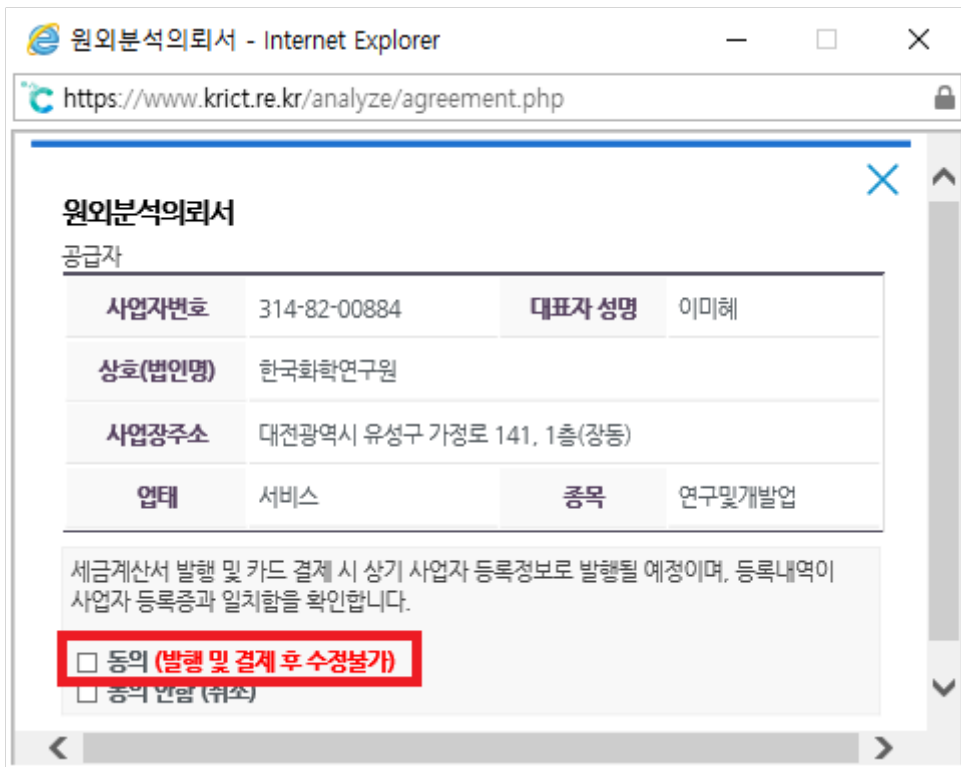 원외분석의뢰서 - Internet Explorer
https://www.krict.re.kr/analyze/agreement.php
원외분석의뢰서
공급자
사업자번호 314-82-00884 대표자 성명 이미혜
상호(법인명) 한국화학연구원
사업장주소 대전광역시 유성구 가정로 141, 1층(장동)
업태 서비스 종목 연구및개발업
세금계산서 발행 및 카드 결제 시 상기 사업자 등록정보로 발행될 예정이며, 등록내역이
사업자 등록증과 일치함을 확인합니다.
동의 (발행 및 결제 후 수정불가)
동의 안함 (취소)